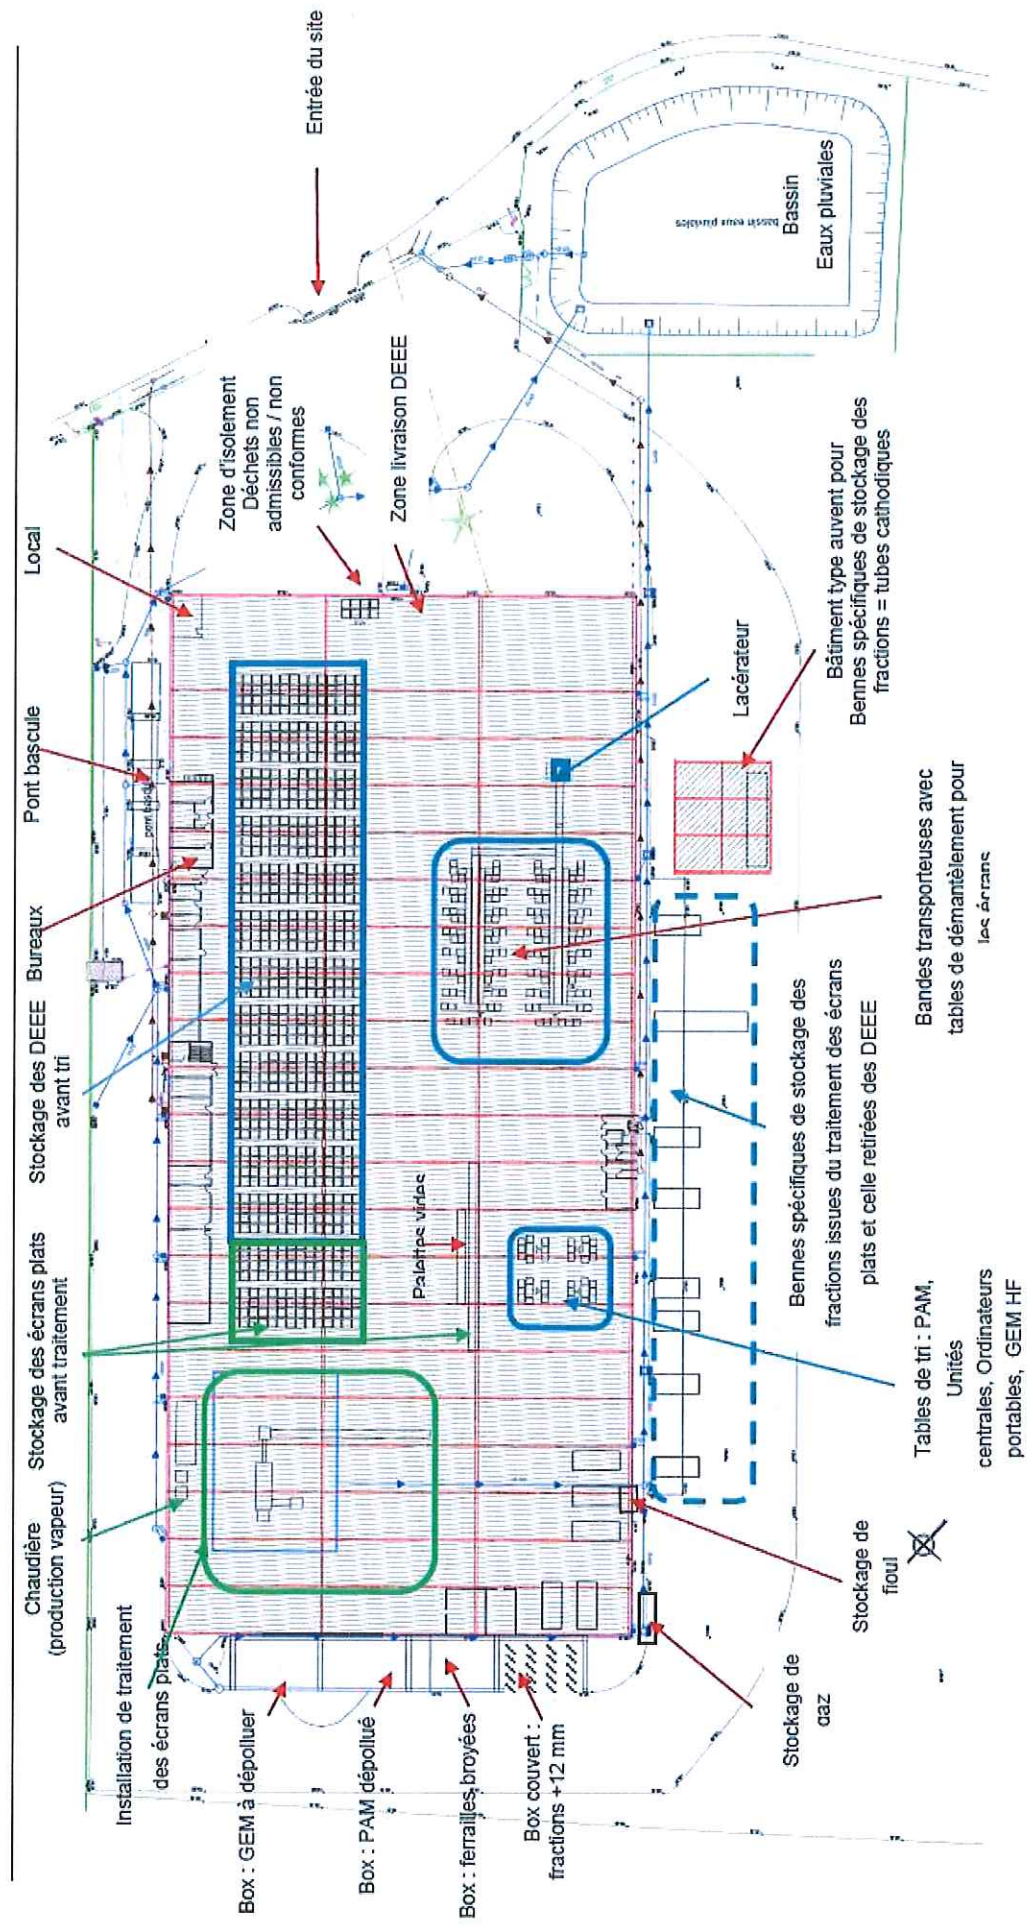 Entrée du site
Local
Pont bascule
Bureaux
Stockage des DEEE
avant tri
Stockage des écrans plats
avant traitement
Chaudière
(production vapeur)
Installation de traitement
des écrans plats
Zone d'isolement
Déchets non
admissibles / non
conformes
Zone livraison DEEE
bassin eaux pluviales
Bassin
Eaux pluviales
Lacérateur
Bâtiment type auvent pour
Bennes spécifiques de stockage des
fractions = tubes cathodiques
Palettes vides
Bandes transporteuses avec
tables de démantèlement pour
les écrans
Bennes spécifiques de stockage des
fractions issues du traitement des écrans
plats et celle retirées des DEEE
Tables de tri : PAM,
Unités
centrales, Ordinateurs
portables, GEM HF
Stockage de
fioul
Stockage de
gaz
Box : GEM à dépolluer
Box : PAM dépollué
Box : ferrailles broyées
Box couvert :
fractions +12 mm